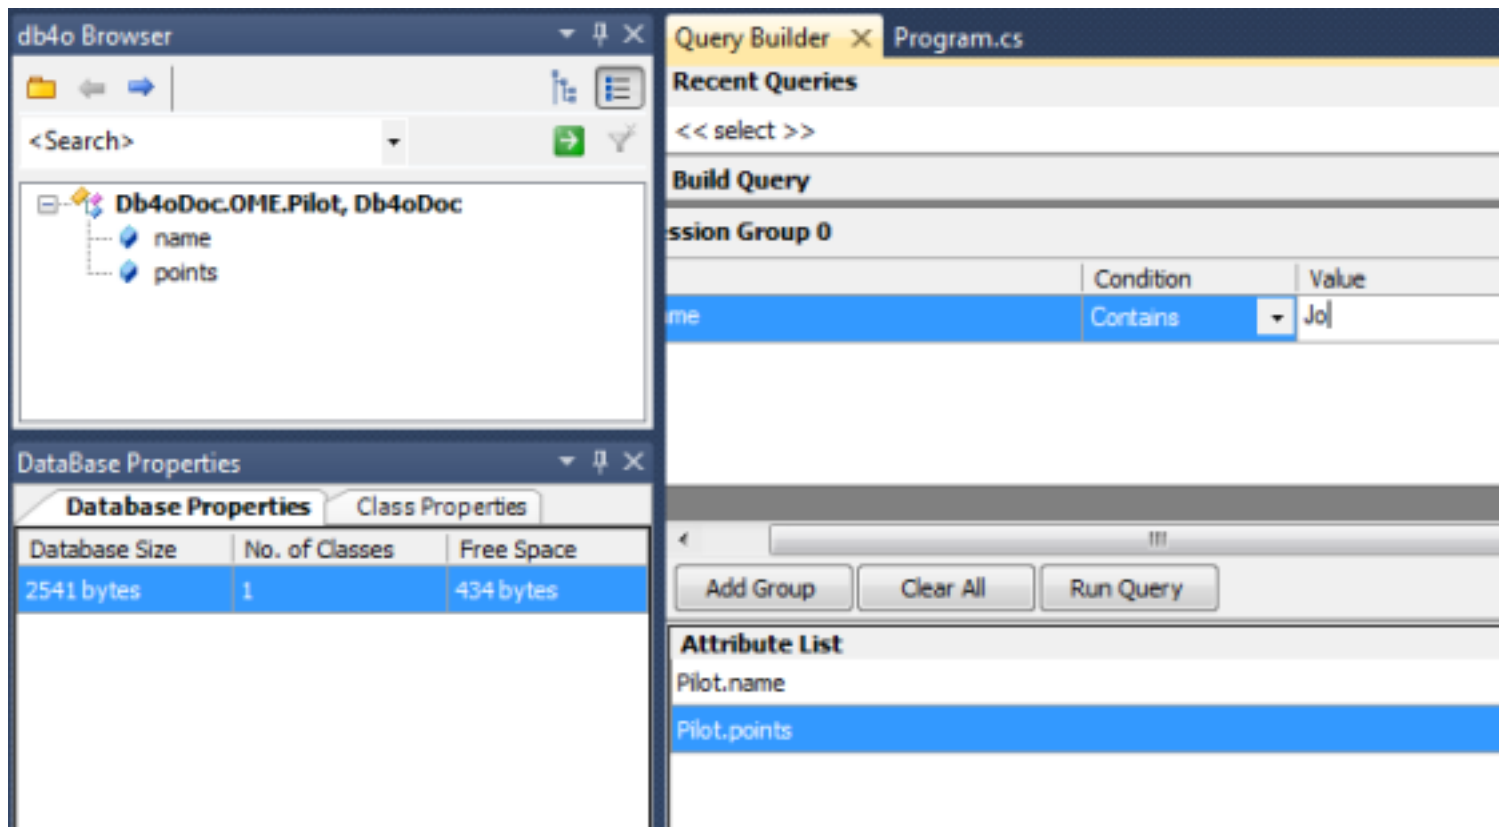 db4o Browser
<Search>
Db4oDoc.OME.Pilot, Db4oDoc
name
points
DataBase Properties
Database Properties Class Properties
Database Size No. of Classes Free Space
2541 bytes 1 434 bytes
Query Builder Program.cs
Recent Queries
<< select >>
Build Query
ssion Group 0
Condition Value
me Contains Jo
Add Group Clear All Run Query
Attribute List
Pilot.name
Pilot.points